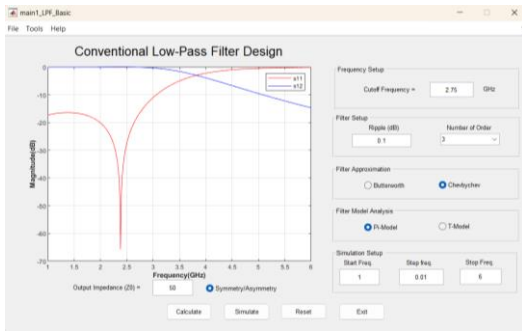 main1_LPF_Basic
File Tools Help
Conventional Low-Pass Filter Design
s11
s12
0
-10
-20
-30
-40
-50
-60
-70
Magnitude(dB)
1 1.5 2 2.5 3 3.5 4 4.5 5 5.5 6
Frequency(GHz)
Output Impedance (Z0) = 50 Symmetry/Asymmetry
Calculate Simulate Reset Exit
Frequency Setup
Cutoff Frequency = 2.75 GHz
Filter Setup
Ripple (dB) Number of Order
0.1 3
Filter Approximation
Butterworth Chebyshev
Filter Model Analysis
Pi-Model T-Model
Simulation Setup
Start Freq. Step freq. Stop Freq.
1 0.01 6